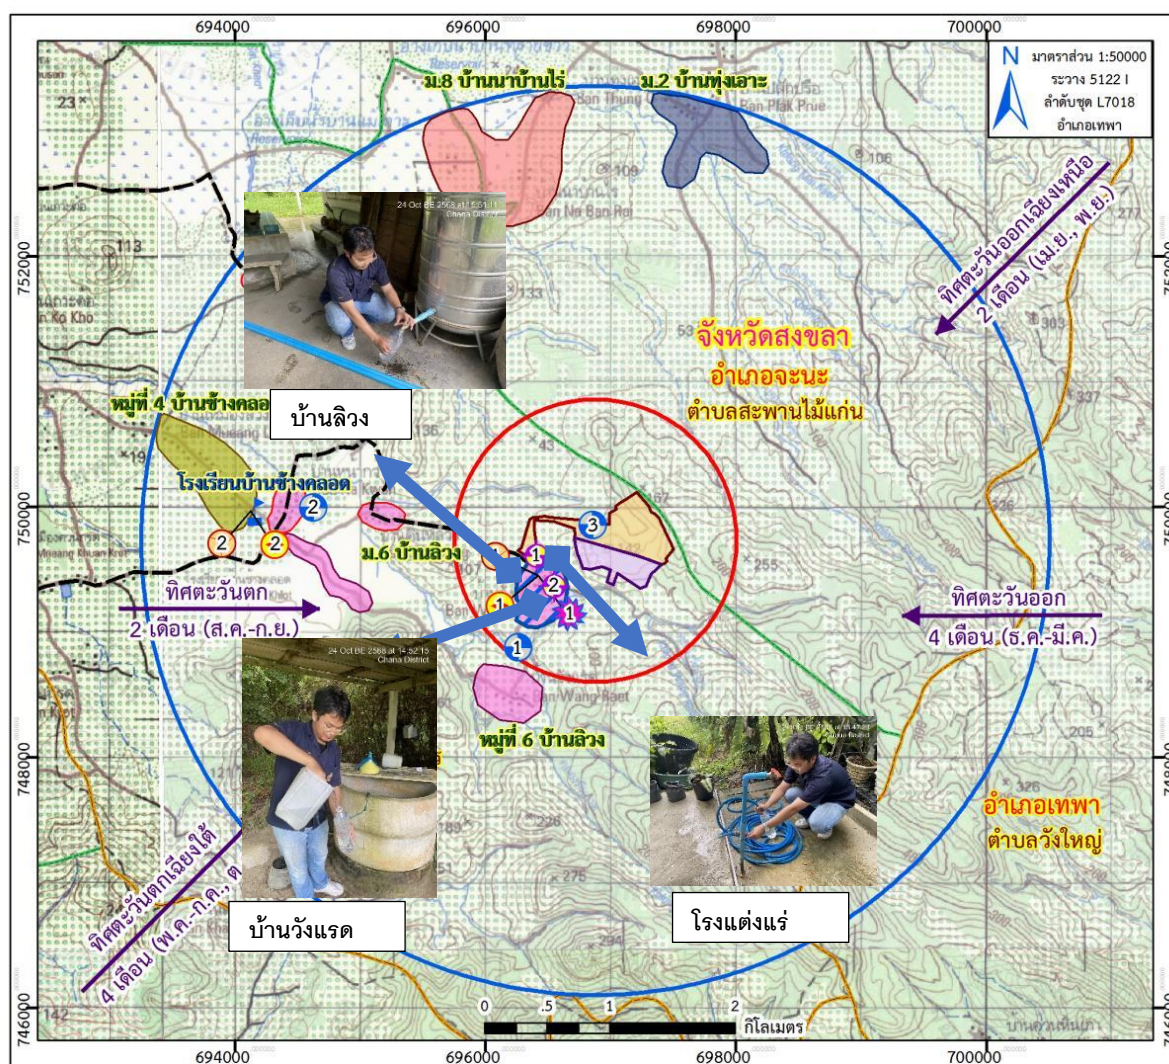 694000
696000
698000
700000
N
มาตราส่วน 1:50000
ระวาง 5122 I
ลำดับชุด L7018
อำเภอเทพา
ม.8 บ้านนาบ้านไร่
ม.2 บ้านทุ่งเอาะ
Ban Plak Prue
Reservoir
23
109
106
277
ทิศตะวันออกเฉียงเหนือ
2 เดือน (เม.ย., พ.ย.)
752000
113
133
303
24 Oct BE 2568 at 15:51:11
Chana District
จังหวัดสงขลา
อำเภอจะนะ
ตำบลสะพานไม้แก่น
337
หมู่ที่ 4 บ้านช้างคลอ
บ้านลิวง
43
โรงเรียนบ้านช้างคลอด
167
750000
2
3
2
2
ม.6 บ้านลิวง
107
255
1
2
1
1
ทิศตะวันตก
2 เดือน (ส.ค.-ก.ย.)
ทิศตะวันออก
4 เดือน (ธ.ค.-มี.ค.)
24 Oct BE 2568 at 14:52:15
Chana District
หมู่ที่ 6 บ้านลิวง
205
748000
326
226
275
294
อำเภอเทพา
ตำบลวังใหญ่
ทิศตะวันตกเฉียงใต้
4 เดือน (พ.ค.-ก.ค., ต
บ้านวังแรด
โรงแต่งแร่
0 .5 1 2
กิโลเมตร
746000
142
694000
696000
698000
700000